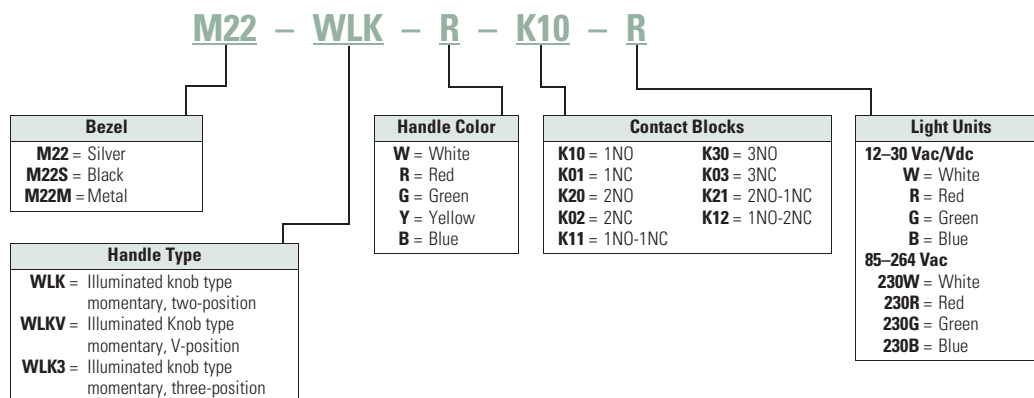 M22 – WLK – R – K10 – R
Bezel
M22 = Silver
M22S = Black
M22M = Metal
Handle Type
WLK = Illuminated knob type
momentary, two-position
WLKV = Illuminated Knob type
momentary, V-position
WLK3 = Illuminated knob type
momentary, three-position
Handle Color
W = White
R = Red
G = Green
Y = Yellow
B = Blue
Contact Blocks
K10 = 1NO
K01 = 1NC
K20 = 2NO
K02 = 2NC
K11 = 1NO-1NC
K30 = 3NO
K03 = 3NC
K21 = 2NO-1NC
K12 = 1NO-2NC
Light Units
12–30 Vac/Vdc
W = White
R = Red
G = Green
B = Blue
85–264 Vac
230W = White
230R = Red
230G = Green
230B = Blue